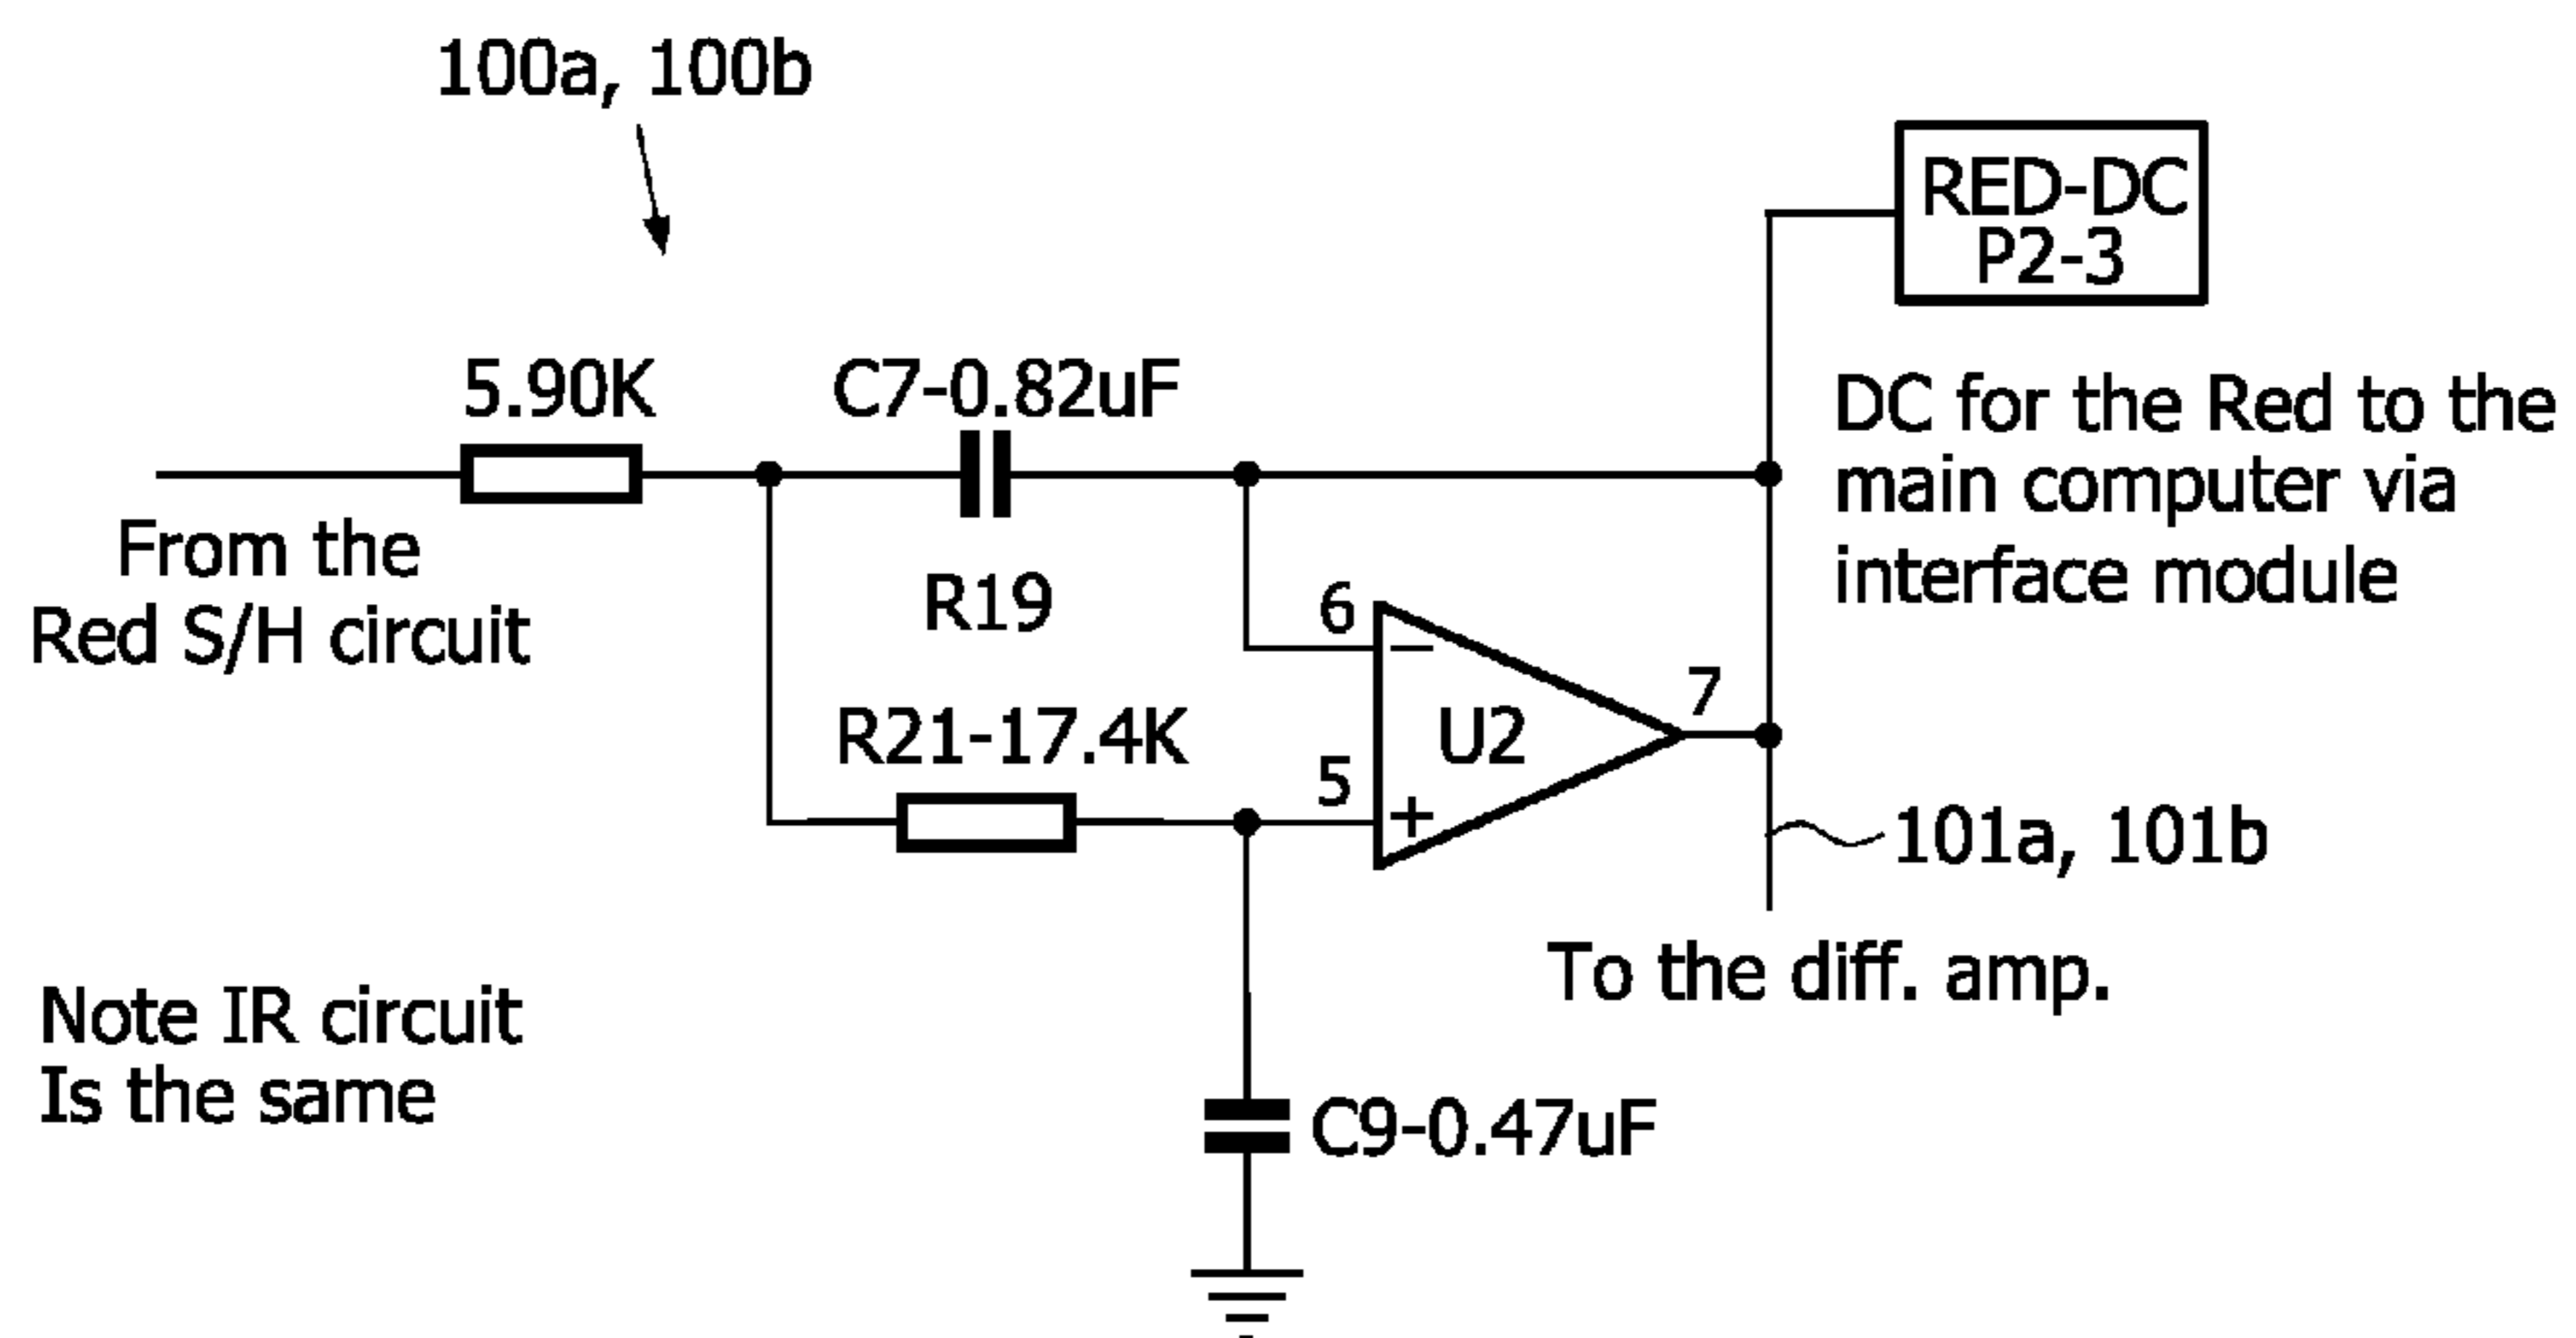 100a, 100b
RED-DC
P2-3
5.90K
C7-0.82uF
DC for the Red to the
main computer via
interface module
From the
Red S/H circuit
R19
6
−
R21-17.4K
U2
7
5
+
101a, 101b
To the diff. amp.
Note IR circuit
Is the same
C9-0.47uF